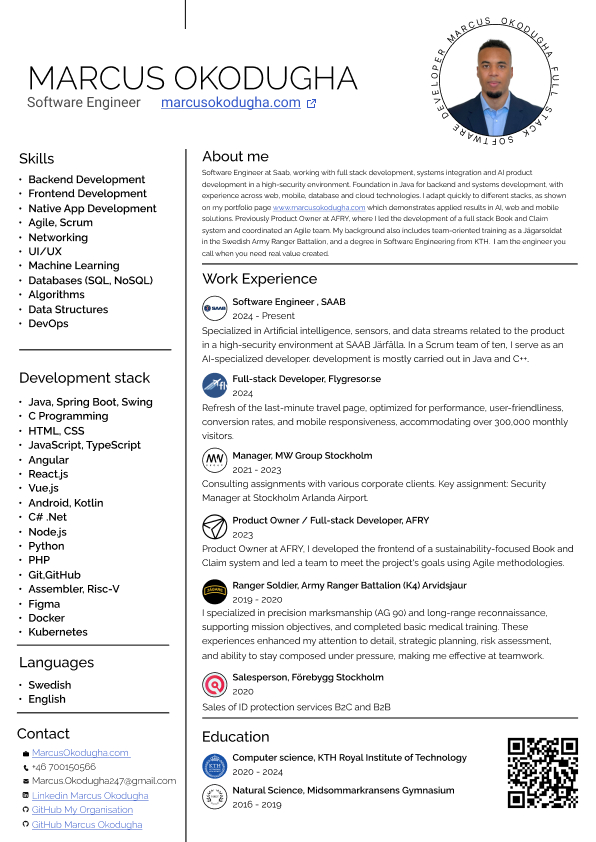 MARCUS OKODUGHA
Software Engineer marcusokodugha.com
MARCUS OKODUGHA FULL STACK SOFTWARE DEVELOPER
Skills
• Backend Development
• Frontend Development
• Native App Development
• Agile, Scrum
• Networking
• UI/UX
• Machine Learning
• Databases (SQL, NoSQL)
• Algorithms
• Data Structures
• DevOps
Development stack
• Java, Spring Boot, Swing
• C Programming
• HTML, CSS
• JavaScript, TypeScript
• Angular
• React.js
• Vue.js
• Android, Kotlin
• C# .Net
• Node.js
• Python
• PHP
• Git,GitHub
• Assembler, Risc-V
• Figma
• Docker
• Kubernetes
Languages
• Swedish
• English
Contact
MarcusOkodugha.com
+46 700150566
Marcus.Okodugha247@gmail.com
Linkedin Marcus Okodugha
GitHub My Organisation
GitHub Marcus Okodugha
About me
Software Engineer at Saab, working with full stack development, systems integration and AI product
development in a high-security environment. Foundation in Java for backend and systems development, with
experience across web, mobile, database and cloud technologies. I adapt quickly to different stacks, as shown
on my portfolio page www.marcusokodugha.com which demonstrates applied results in AI, web and mobile
solutions. Previously Product Owner at AFRY, where I led the development of a full stack Book and Claim
system and coordinated an Agile team. My background also includes team-oriented training as a Jägarsoldat
in the Swedish Army Ranger Battalion, and a degree in Software Engineering from KTH. I am the engineer you
call when you need real value created.
Work Experience
SAAB
Software Engineer , SAAB
2024 - Present
Specialized in Artificial intelligence, sensors, and data streams related to the product
in a high-security environment at SAAB Järfälla. In a Scrum team of ten, I serve as an
AI-specialized developer. development is mostly carried out in Java and C++.
Full-stack Developer, Flygresor.se
2024
Refresh of the last-minute travel page, optimized for performance, user-friendliness,
conversion rates, and mobile responsiveness, accommodating over 300,000 monthly
visitors.
MW
Manager, MW Group Stockholm
2021 - 2023
Consulting assignments with various corporate clients. Key assignment: Security
Manager at Stockholm Arlanda Airport.
Product Owner / Full-stack Developer, AFRY
2023
Product Owner at AFRY, I developed the frontend of a sustainability-focused Book and
Claim system and led a team to meet the project's goals using Agile methodologies.
Ranger Soldier, Army Ranger Battalion (K4) Arvidsjaur
2019 - 2020
I specialized in precision marksmanship (AG 90) and long-range reconnaissance,
supporting mission objectives, and completed basic medical training. These
experiences enhanced my attention to detail, strategic planning, risk assessment,
and ability to stay composed under pressure, making me effective at teamwork.
Salesperson, Förebygg Stockholm
2020
Sales of ID protection services B2C and B2B
Education
KTH
Computer science, KTH Royal Institute of Technology
2020 - 2024
Natural Science, Midsommarkransens Gymnasium
2016 - 2019